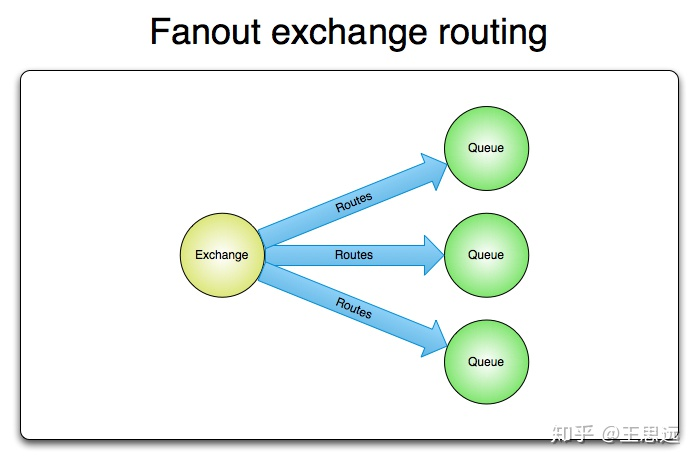 Fanout exchange routing
Queue
Routes
Exchange
Routes
Queue
Routes
Queue
知乎 @王思远